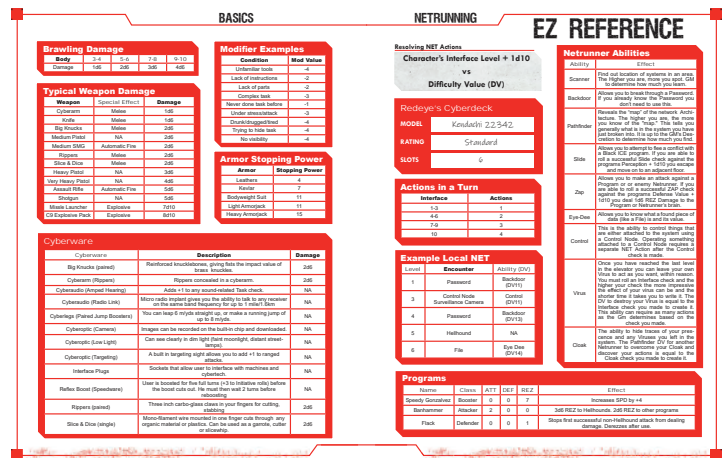 BASICS
NETRUNNING
EZ REFERENCE
Brawling Damage
Body 3-4 5-6 7-8 9-10
Damage 1d6 2d6 3d6 4d6
Typical Weapon Damage
Weapon Special Effect Damage
Cyberarm Melee 1d6
Knife Melee 1d6
Big Knucks Melee 2d6
Medium Pistol NA 2d6
Medium SMG Automatic Fire 2d6
Rippers Melee 2d6
Slice & Dice Melee 2d6
Heavy Pistol NA 3d6
Very Heavy Pistol NA 4d6
Assault Rifle Automatic Fire 5d6
Shotgun NA 5d6
Missile Launcher Explosive 7d10
C9 Explosive Pack Explosive 8d10
Modifier Examples
Condition Mod Value
Unfamiliar tools -4
Lack of instructions -2
Lack of parts -2
Complex task -3
Never done task before -1
Under stress/attack -3
Drunk/drugged/tired -4
Trying to hide task -4
No visibility -4
Armor Stopping Power
Armor Stopping Power
Leathers 4
Kevlar 7
Bodyweight Suit 11
Light Armorjack 11
Heavy Armorjack 15
Cyberware
Cyberware Description Damage
Big Knucks (paired) Reinforced knucklebones, giving fists the impact value of
brass knuckles. 2d6
Cyberarm (Rippers) Rippers concealed in a cyberarm. 2d6
Cyberaudio (Amped Hearing) Adds +1 to any sound-related Task check. NA
Cyberaudio (Radio Link) Micro radio implant gives you the ability to talk to any receiver
on the same band frequency for up to 1 mile/1.6km NA
Cyberlegs (Paired Jump Boosters) You can leap 6 m/yds straight up, or make a running jump of
up to 8 m/yds. NA
Cyberoptic (Camera) Images can be recorded on the built-in chip and downloaded. NA
Cyberoptic (Low Light) Can see clearly in dim light (faint moonlight, distant street-
lamps). NA
Cyberoptic (Targeting) A built in targeting sight allows you to add +1 to ranged
attacks. NA
Interface Plugs Sockets that allow user to interface with machines and
cybertech. NA
Reflex Boost (Speedware) User is boosted for five full turns (+3 to Initiative rolls) before
the boost cuts out. He must then wait 2 turns before
reboosting NA
Rippers (paired) Three inch carbo-glass claws in your fingers for cutting,
stabbing 2d6
Slice & Dice (single) Mono-filament wire mounted in one finger cuts through any
organic material or plastics. Can be used as a garrote, cutter
or slicewhip. 2d6
Resolving NET Actions
Character's Interface Level + 1d10
vs
Difficulty Value (DV)
Redeye's Cyberdeck
MODEL Kendachi 22342
RATING Standard
SLOTS 6
Actions in a Turn
Interface Actions
1-3 1
4-6 2
7-9 3
10 4
Example Local NET
Level Encounter Ability (DV)
1 Password Backdoor
(DV11)
3 Control Node
Surveillance Camera Control
(DV11)
4 Password Backdoor
(DV13)
5 Hellhound NA
6 File Eye Dee
(DV14)
Netrunner Abilities
Ability Effect
Scanner Find out location of systems in an area.
The Higher you are, more you spot. GM
to determine how much you learn.
Backdoor Allows you to break through a Password.
If you already know the Password you
don't need to use this.
Pathfinder Reveals the "map" of the network Archi-
tecture. The higher you are, the more
you know of the "map." This tells you
generally what is in the system you have
just broken into. It is up to the GM's Des-
cretion to determine how much you find.
Slide Allows you to attempt to flee a conflict with
a Black ICE program. If you are able to
roll a successful Slide check against the
programs Perception + 1d10 you escape
and move on to an adjacent floor.
Zap Allows you to make an attack against a
Program or or enemy Netrunner. If you
are able to roll a successful ZAP check
against the programs Defense Value +
1d10 you deal 1d6 REZ Damage to the
Program or Netrunner's brain.
Eye-Dee Allows you to know what a found piece of
data (like a File) is and its value.
Control This is the ability to control things that
are either attached to the system using
a Control Node. Operating something
attached to a Control Node requires a
separate NET Action after the Control
check is made.
Virus Once you have reached the last level
in the elevator you can leave your own
Virus to act as you want, within reason.
You must roll an Interface check and the
higher your check the more impressive
the effect of your virus can be and the
shorter time it takes you to write it. The
DV to destroy your Virus is equal to the
Interface check you made to create it.
This ability can require as many actions
as the Gm determines based on the
check you made.
Cloak The ability to hide traces of your pres-
cance and any Viruses you left in the
system. The Pathfinder DV for another
Netrunner to overcome your Cloak and
discover your actions is equal to the
Cloak check you made to create it.
Programs
Name Class ATT DEF REZ Effect
Speedy Gonzalvez Booster 0 0 7 Increases SPD by +4
Banhammer Attacker 2 0 0 3d6 REZ to Hellhounds. 2d6 REZ to other programs
Flack Defender 0 0 1 Stops first successful non-Hellhound attack from dealing
damage. Derezzes after use.